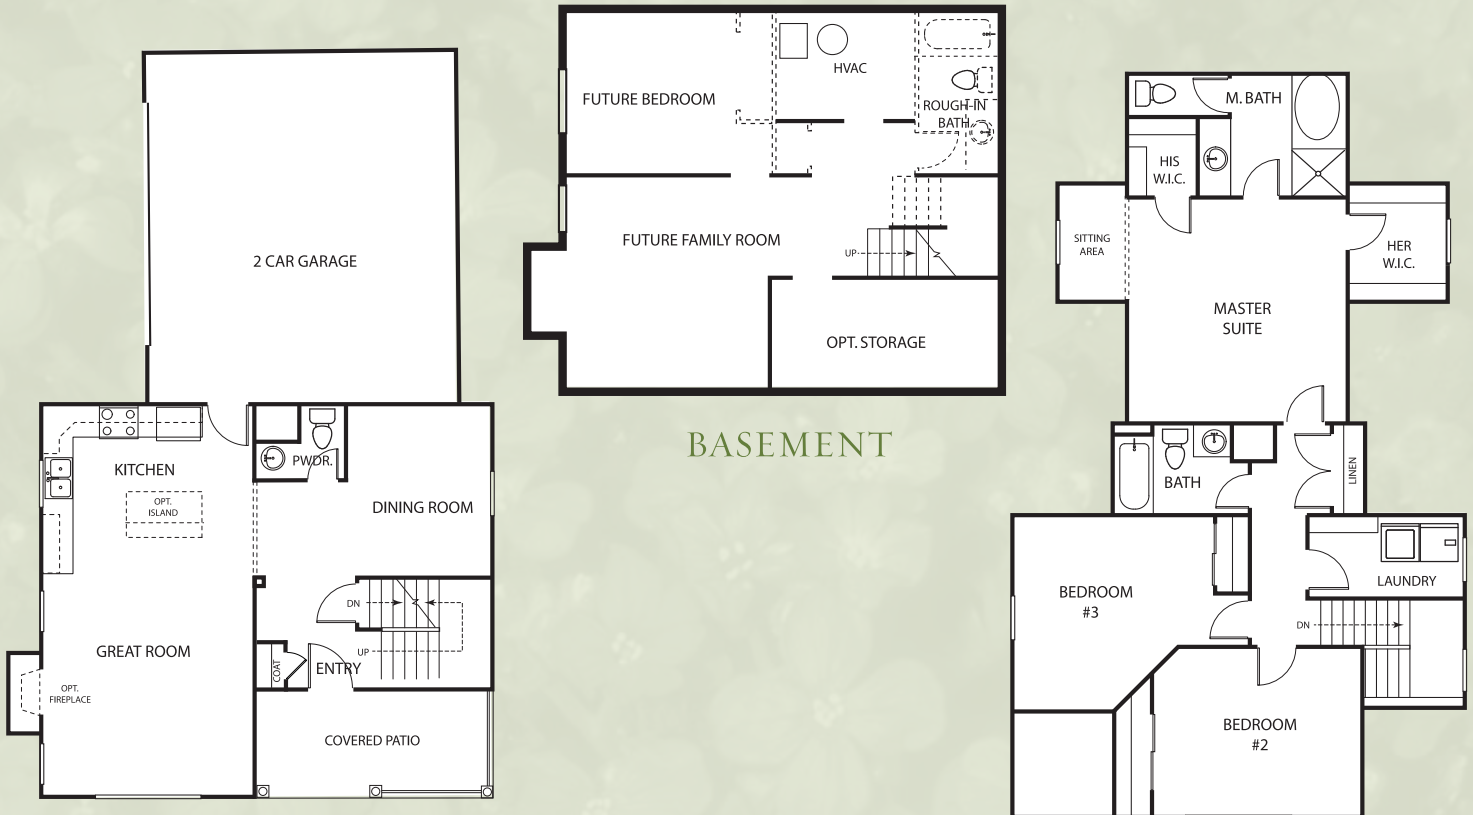 2 CAR GARAGE
KITCHEN
OPT.
ISLAND
PWDR.
DINING ROOM
DN
UP
COAT
ENTRY
GREAT ROOM
OPT.
FIREPLACE
COVERED PATIO
FUTURE BEDROOM
HVAC
ROUGH-IN
BATH
FUTURE FAMILY ROOM
UP
OPT. STORAGE
BASEMENT
M. BATH
HIS
W.I.C.
SITTING
AREA
HER
W.I.C.
MASTER
SUITE
BATH
LINEN
LAUNDRY
BEDROOM
#3
DN
BEDROOM
#2